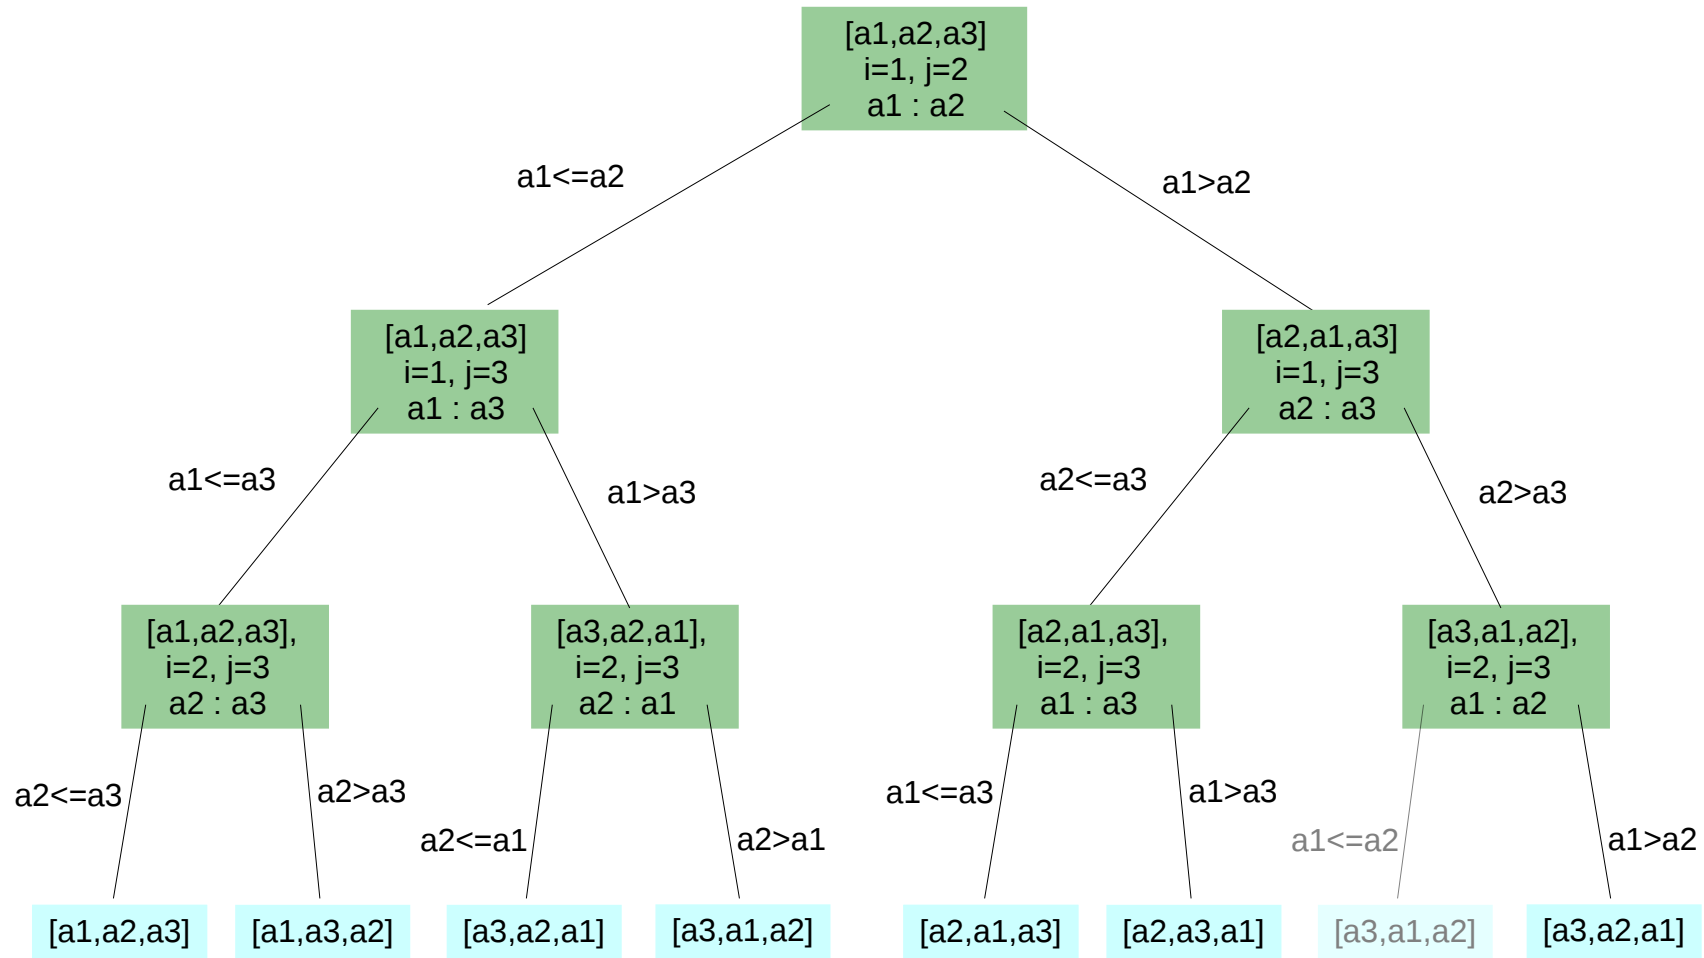 [a1,a2,a3]
i=1, j=2
a1 : a2
a1<=a2
a1>a2
[a1,a2,a3]
i=1, j=3
a1 : a3
[a2,a1,a3]
i=1, j=3
a2 : a3
a1<=a3
a1>a3
a2<=a3
a2>a3
[a1,a2,a3],
i=2, j=3
a2 : a3
[a3,a2,a1],
i=2, j=3
a2 : a1
[a2,a1,a3],
i=2, j=3
a1 : a3
[a3,a1,a2],
i=2, j=3
a1 : a2
a2<=a3
a2>a3
a2<=a1
a2>a1
a1<=a3
a1>a3
a1<=a2
a1>a2
[a1,a2,a3]
[a1,a3,a2]
[a3,a2,a1]
[a3,a1,a2]
[a2,a1,a3]
[a2,a3,a1]
[a3,a1,a2]
[a3,a2,a1]